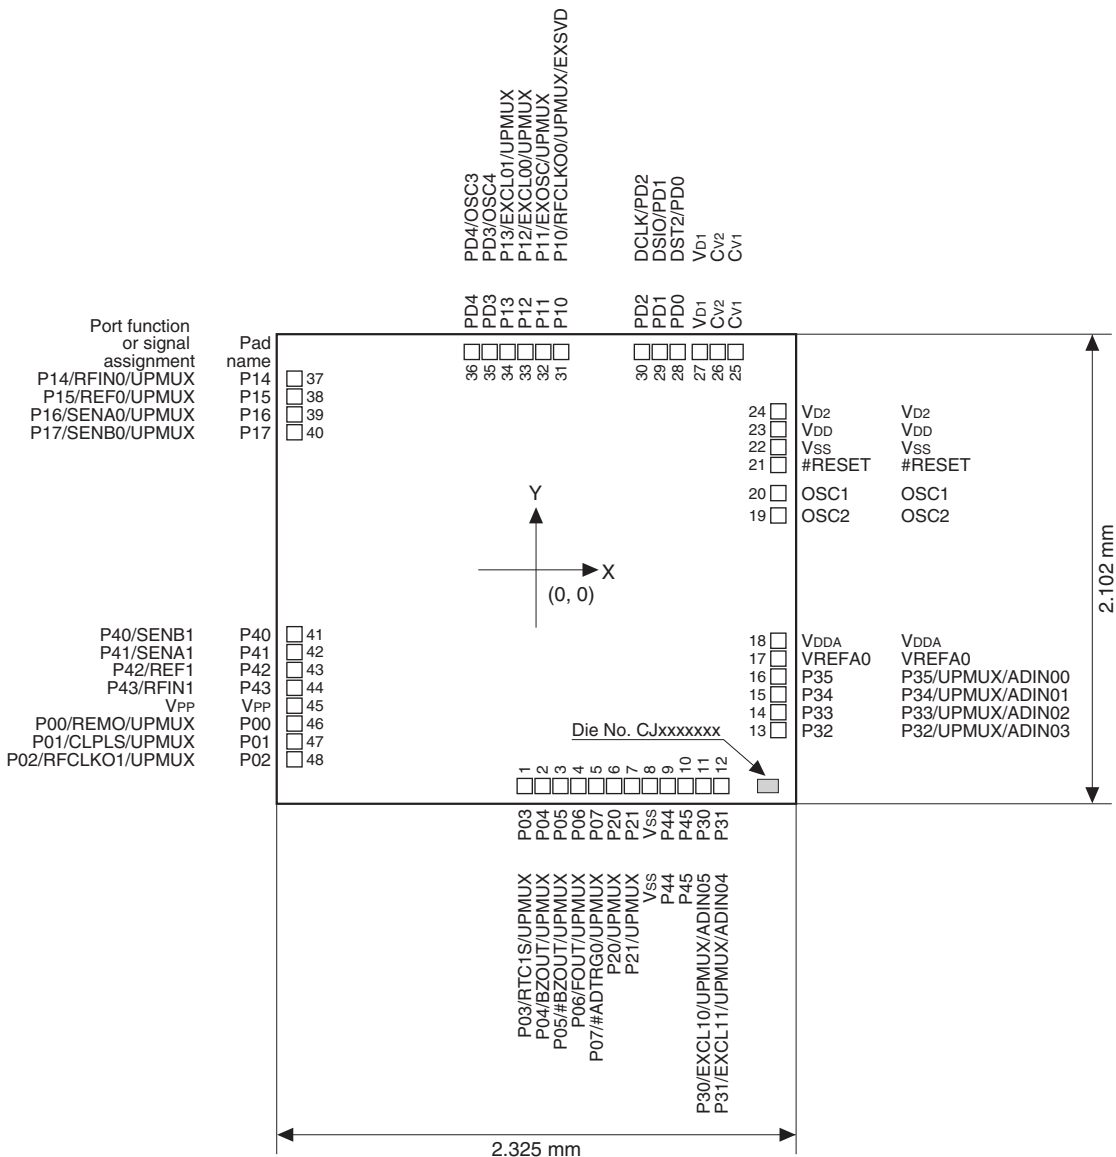 PD4/OSC3
PD3/OSC4
P13/EXCL01/UPMUX
P12/EXCL00/UPMUX
P11/EXOSC/UPMUX
P10/RFCLKO0/UPMUX/EXSVD
DCLK/PD2
DSIO/PD1
DST2/PD0
VD1
CV2
CV1
PD4
PD3
P13
P12
P11
P10
PD2
PD1
PD0
VD1
CV2
CV1
36
35
34
33
32
31
30
29
28
27
26
25
Port function
or signal
assignment
Pad
name
P14/RFIN0/UPMUX P14 37
P15/REF0/UPMUX P15 38
P16/SENA0/UPMUX P16 39
P17/SENB0/UPMUX P17 40
24 VD2 VD2
23 VDD VDD
22 VSS VSS
21 #RESET #RESET
20 OSC1 OSC1
19 OSC2 OSC2
Y
X
(0, 0)
2.102 mm
P40/SENB1 P40 41
P41/SENA1 P41 42
P42/REF1 P42 43
P43/RFIN1 P43 44
VPP VPP 45
P00/REMO/UPMUX P00 46
P01/CLPLS/UPMUX P01 47
P02/RFCLKO1/UPMUX P02 48
18 VDDA VDDA
17 VREFA0 VREFA0
16 P35 P35/UPMUX/ADIN00
15 P34 P34/UPMUX/ADIN01
14 P33 P33/UPMUX/ADIN02
13 P32 P32/UPMUX/ADIN03
Die No. CJxxxxxxx
1
2
3
4
5
6
7
8
9
10
11
12
P03
P04
P05
P06
P07
P20
P21
VSS
P44
P45
P30
P31
P03/RTC1S/UPMUX
P04/BZOUT/UPMUX
P05/#BZOUT/UPMUX
P06/FOUT/UPMUX
P07/#ADTRG0/UPMUX
P20/UPMUX
P21/UPMUX
VSS
P44
P45
P30/EXCL10/UPMUX/ADIN05
P31/EXCL11/UPMUX/ADIN04
2.325 mm